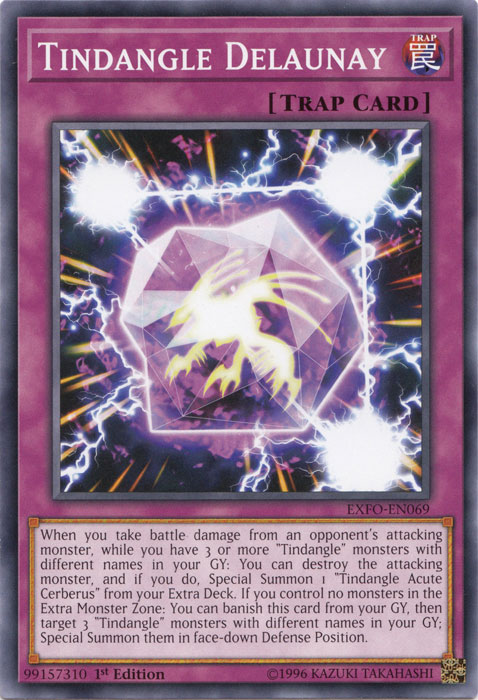 TINDANGLE DELAUNAY
TRAP
罠
[TRAP CARD]
EXFO-EN069
When you take battle damage from an opponent's attacking
monster, while you have 3 or more "Tindangle" monsters with
different names in your GY: You can destroy the attacking
monster, and if you do, Special Summon 1 "Tindangle Acute
Cerberus" from your Extra Deck. If you control no monsters in the
Extra Monster Zone: You can banish this card from your GY, then
target 3 "Tindangle" monsters with different names in your GY;
Special Summon them in face-down Defense Position.
99157310 1st Edition ©1996 KAZUKI TAKAHASHI